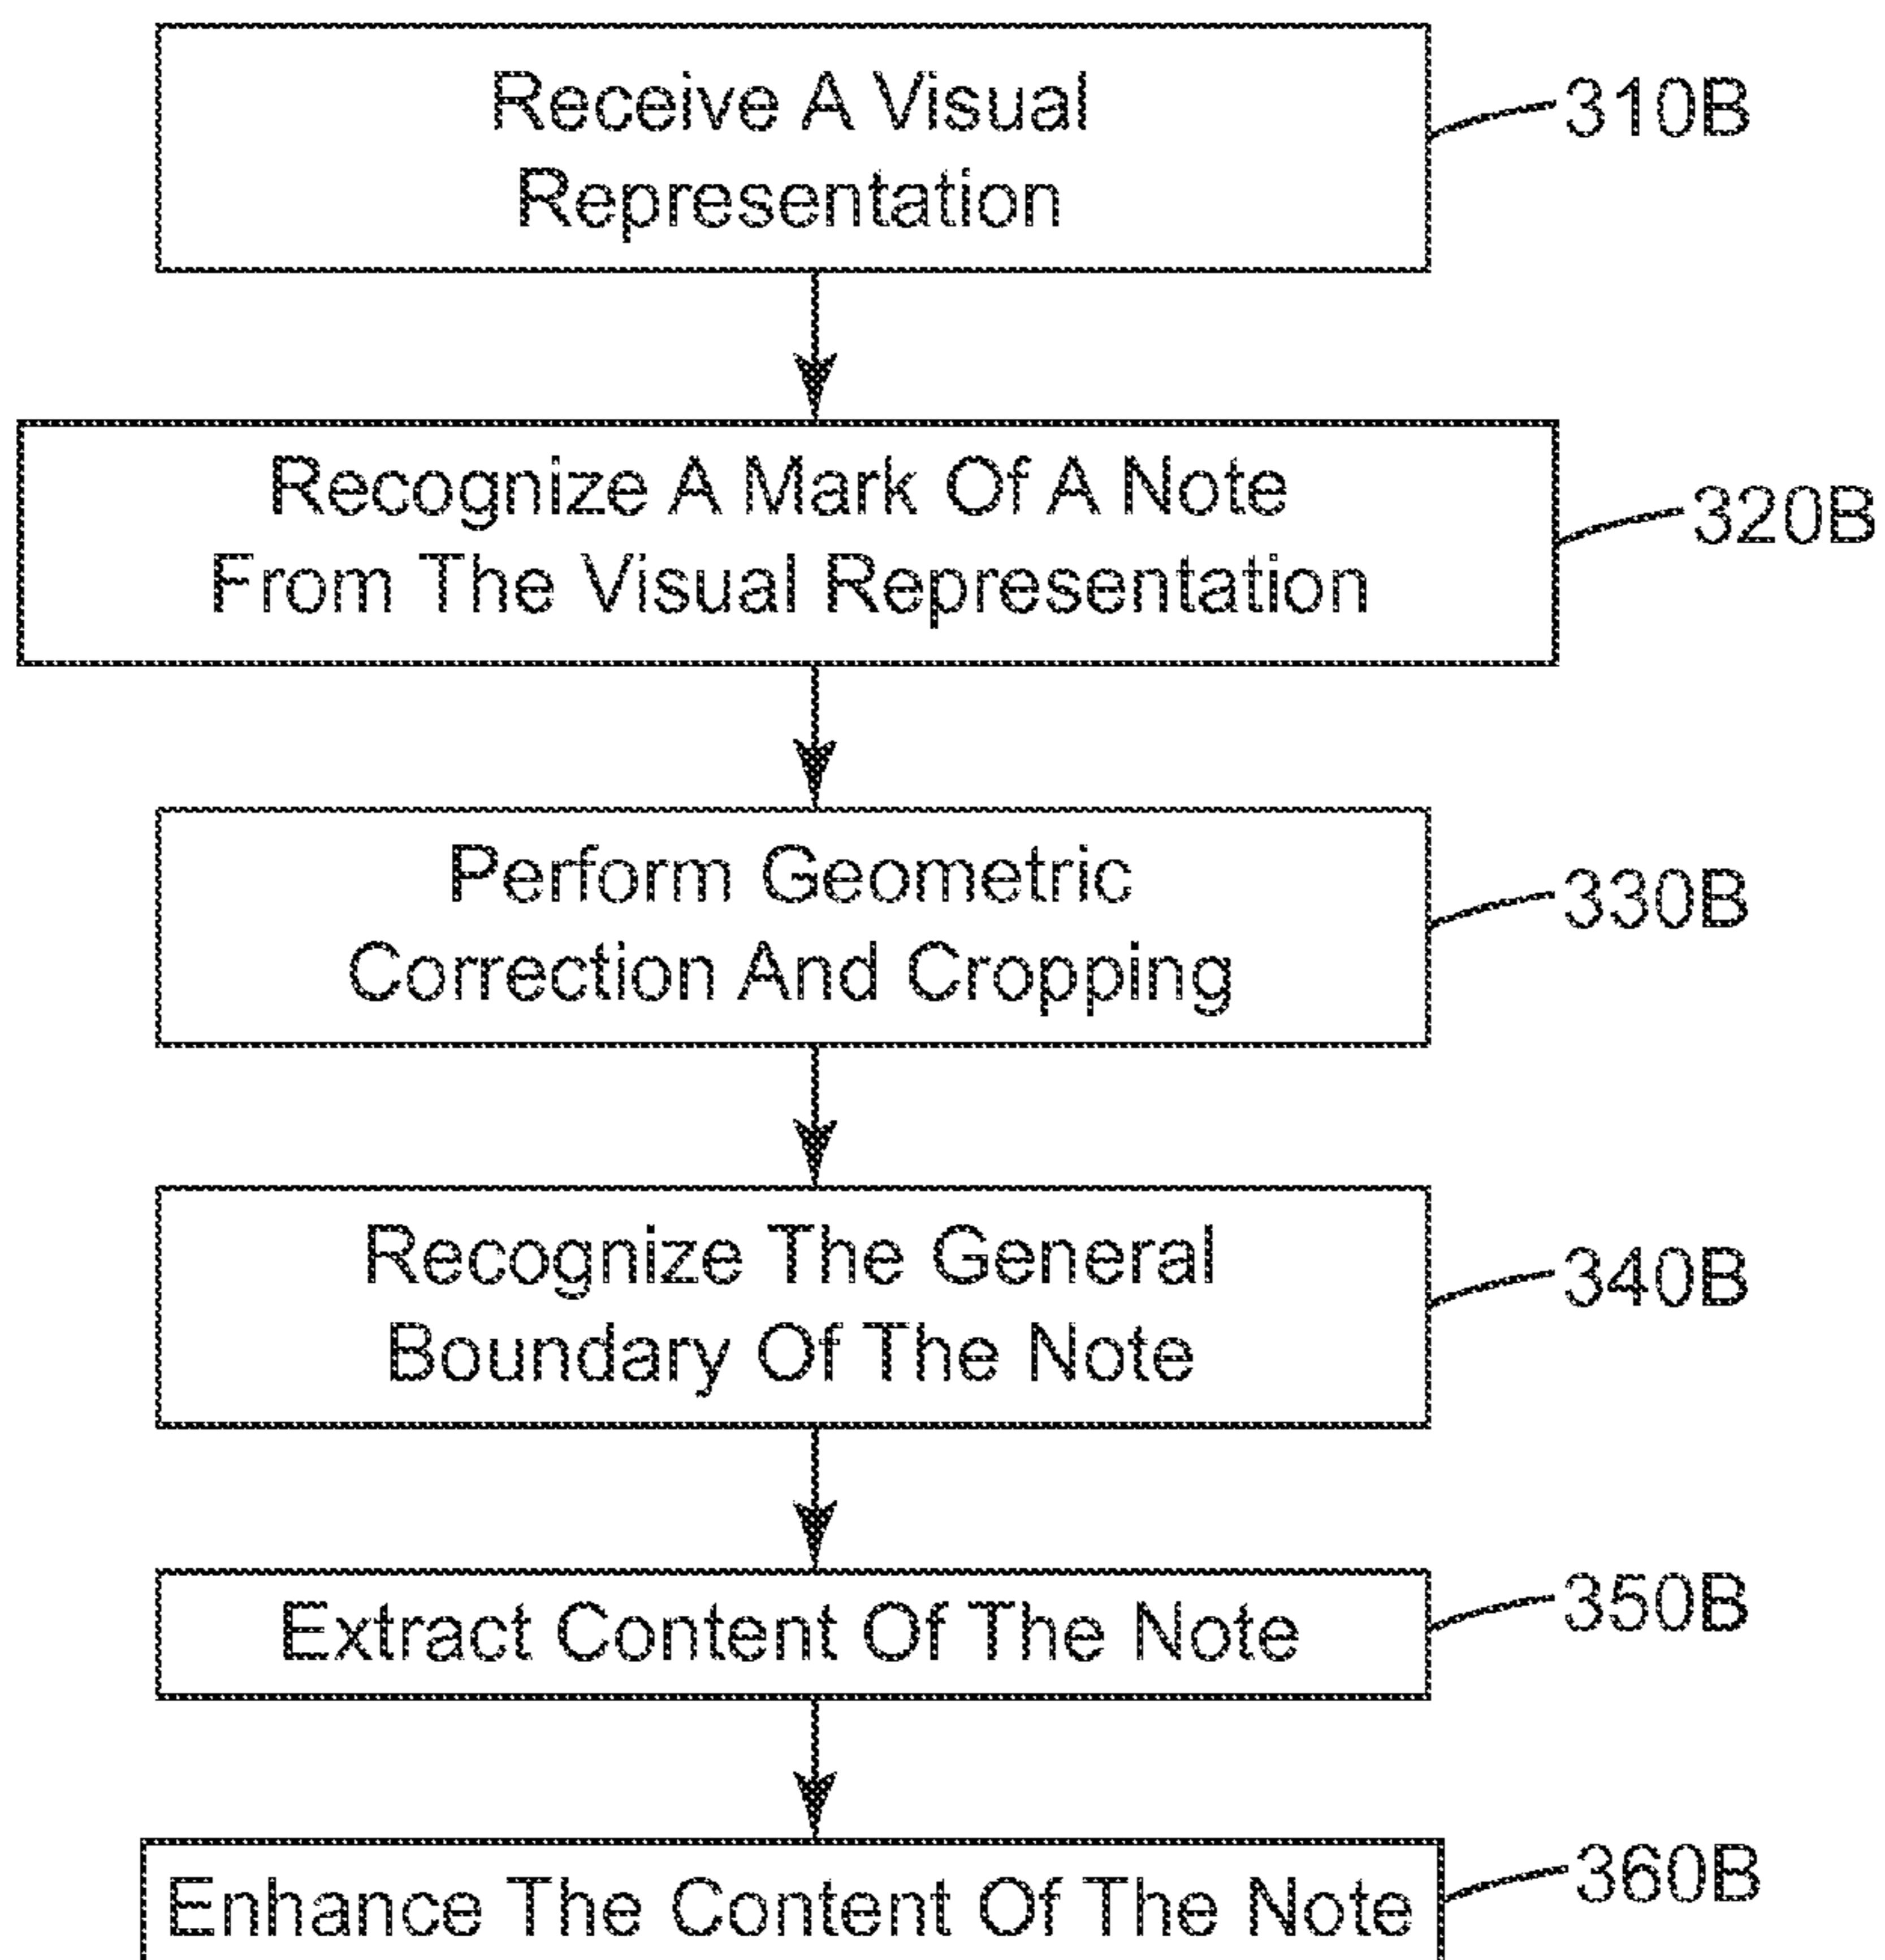 Receive A Visual
Representation
310B
Recognize A Mark Of A Note
From The Visual Representation
320B
Perform Geometric
Correction And Cropping
330B
Recognize The General
Boundary Of The Note
340B
Extract Content Of The Note
350B
Enhance The Content Of The Note
360B